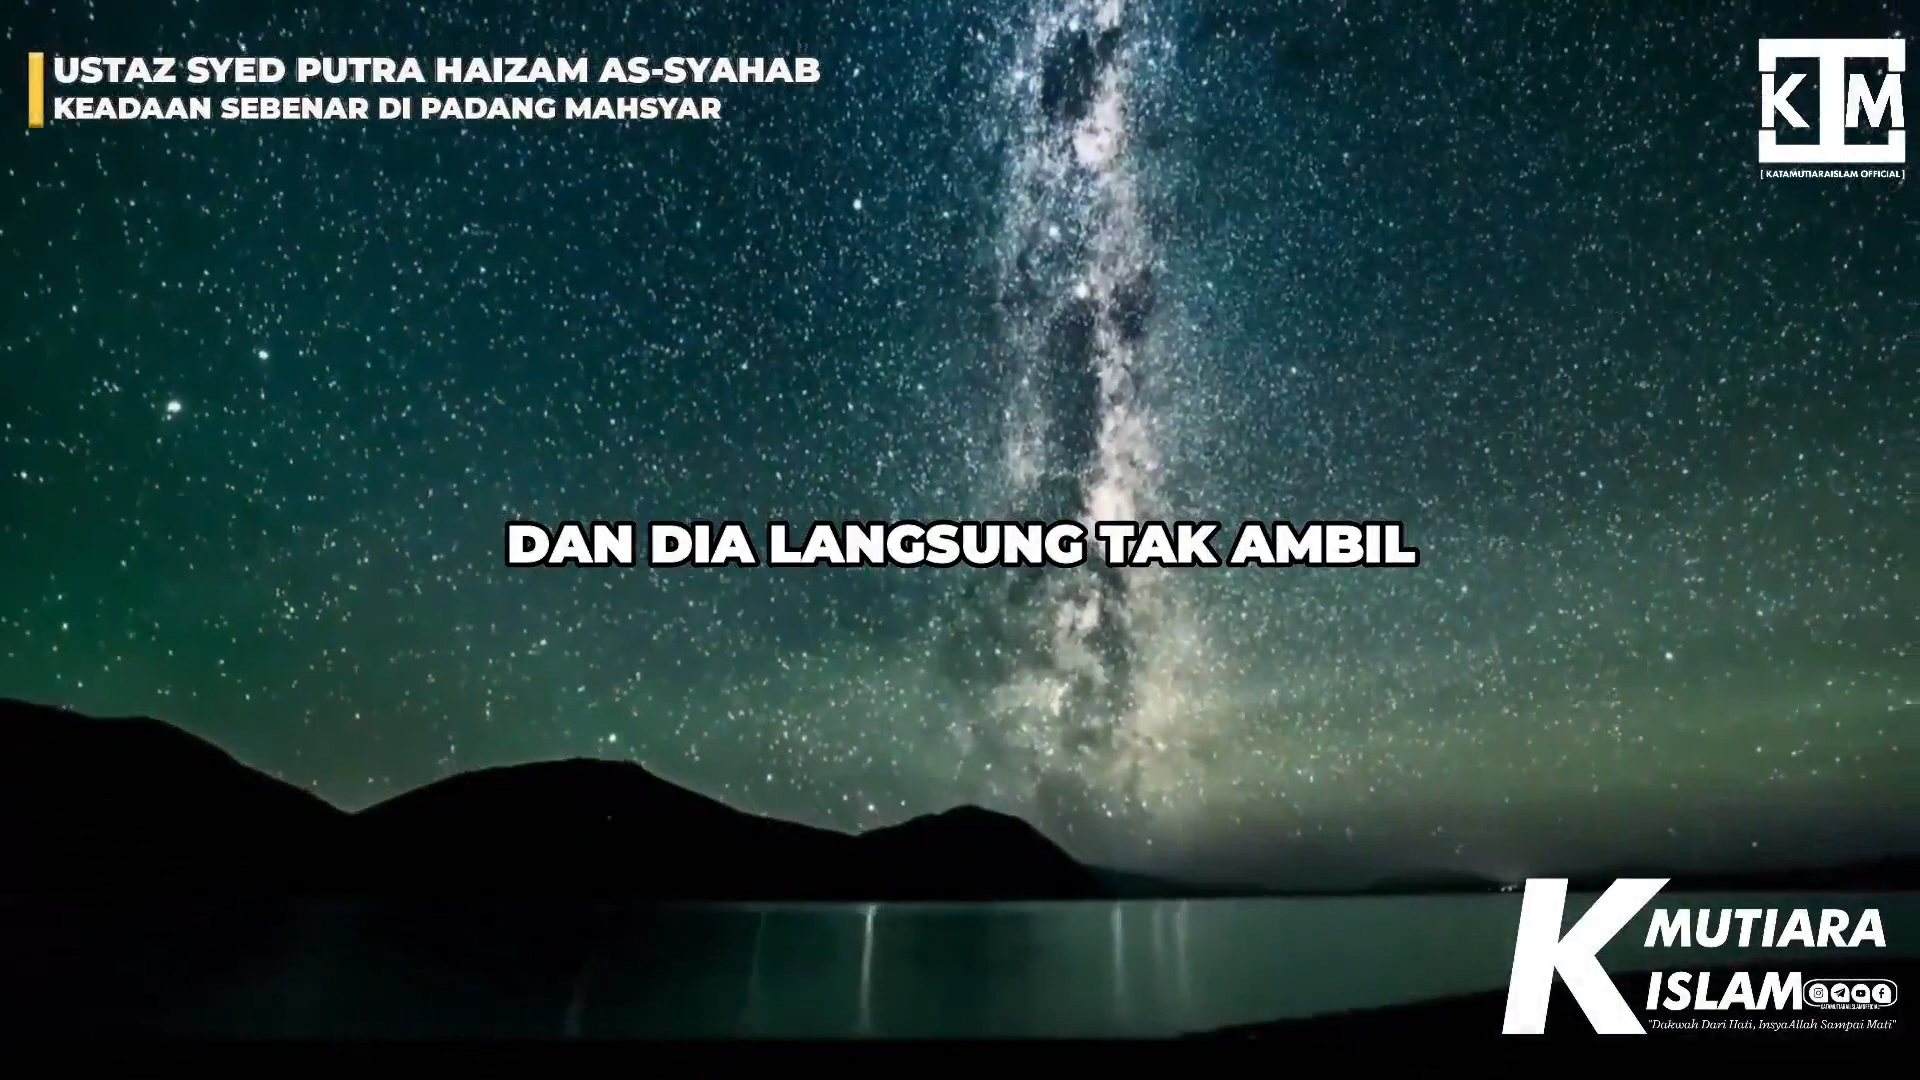 USTAZ SYED PUTRA HAIZAM AS-SYAHAB
KEADAAN SEBENAR DI PADANG MAHSYAR
KTM
[ KATAMUTIARAISLAM OFFICIAL ]
DAN DIA LANGSUNG TAK AMBIL
K MUTIARA
ISLAM
"Dakwah Dari Hati, InsyaAllah Sampai Mati"